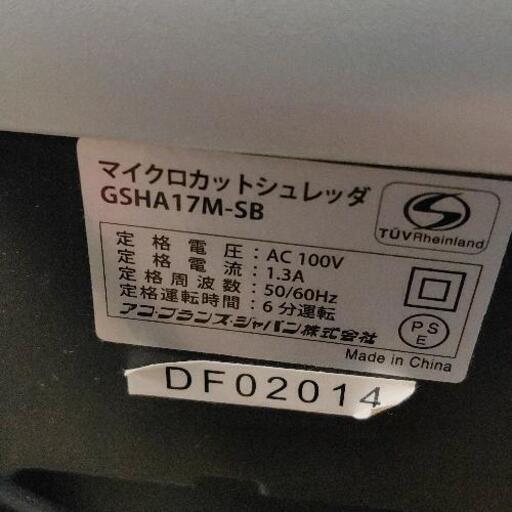 マイクロカットシュレッダ
GSHA17M-SB
TÜVRheinland
定格電圧：AC 100V
定格電流：1.3A
定格周波数：50/60Hz
定格運転時間：6分運転
アコ・ブランズ・ジャパン株式会社
PSE
Made in China
DF02014